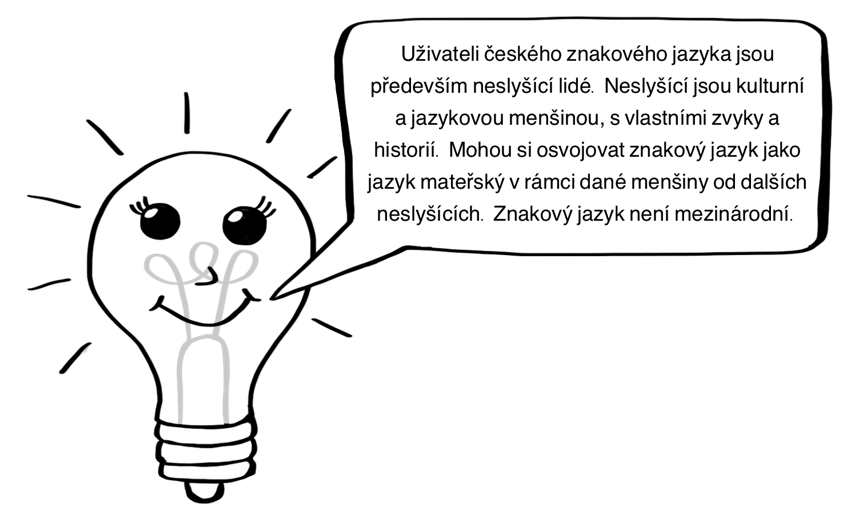 Uživateli českého znakového jazyka jsou
především neslyšící lidé. Neslyšící jsou kulturní
a jazykovou menšinou, s vlastními zvyky a
historií. Mohou si osvojovat znakový jazyk jako
jazyk mateřský v rámci dané menšiny od dalších
neslyšících. Znakový jazyk není mezinárodní.